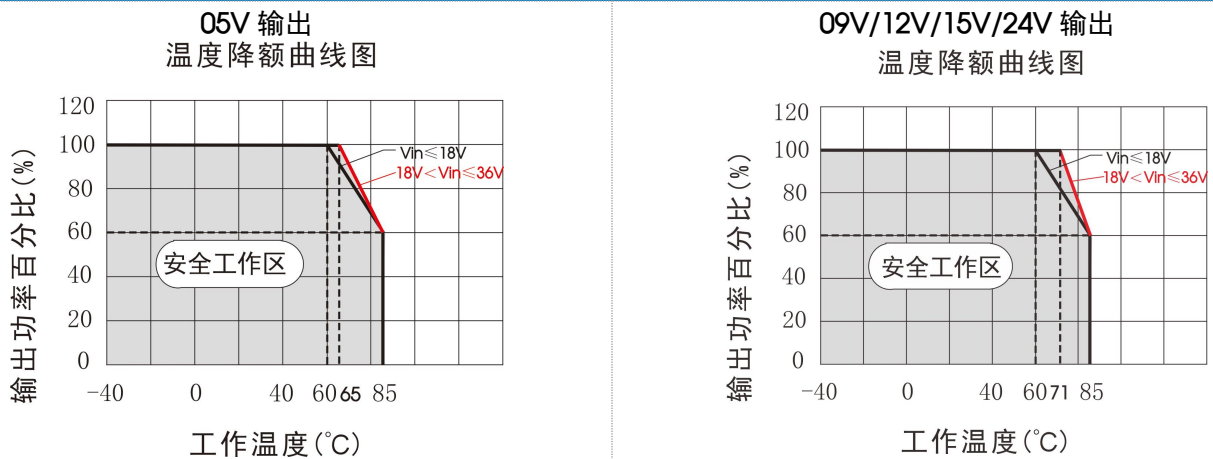 05V 输出
温度降额曲线图
输出功率百分比(%)
120
100
80
60
40
20
0
Vin≤18V
18V<Vin≤36V
安全工作区
-40 0 40 60 65 85
工作温度(℃)
09V/12V/15V/24V 输出
温度降额曲线图
输出功率百分比(%)
120
100
80
60
40
20
0
Vin≤18V
18V<Vin≤36V
安全工作区
-40 0 40 60 71 85
工作温度(℃)